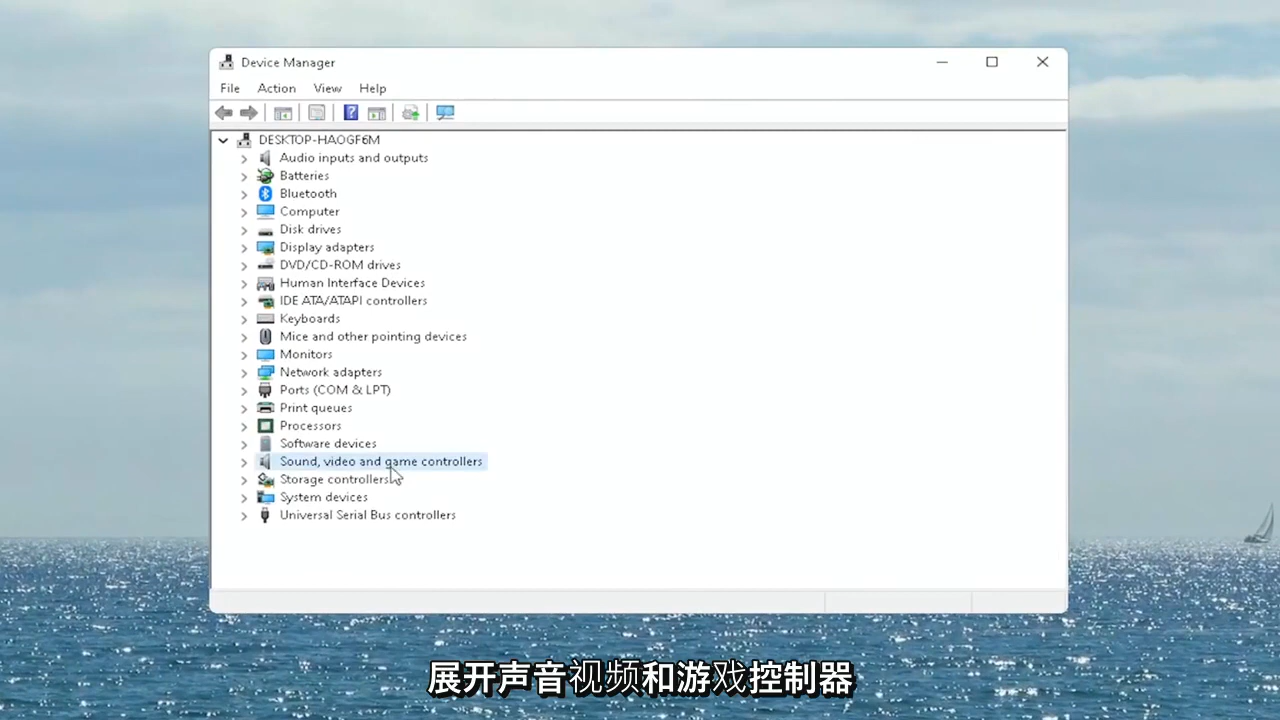 Device Manager
File Action View Help
DESKTOP-HAOGF6M
Audio inputs and outputs
Batteries
Bluetooth
Computer
Disk drives
Display adapters
DVD/CD-ROM drives
Human Interface Devices
IDE ATA/ATAPI controllers
Keyboards
Mice and other pointing devices
Monitors
Network adapters
Ports (COM & LPT)
Print queues
Processors
Software devices
Sound, video and game controllers
Storage controllers
System devices
Universal Serial Bus controllers
展开声音视频和游戏控制器